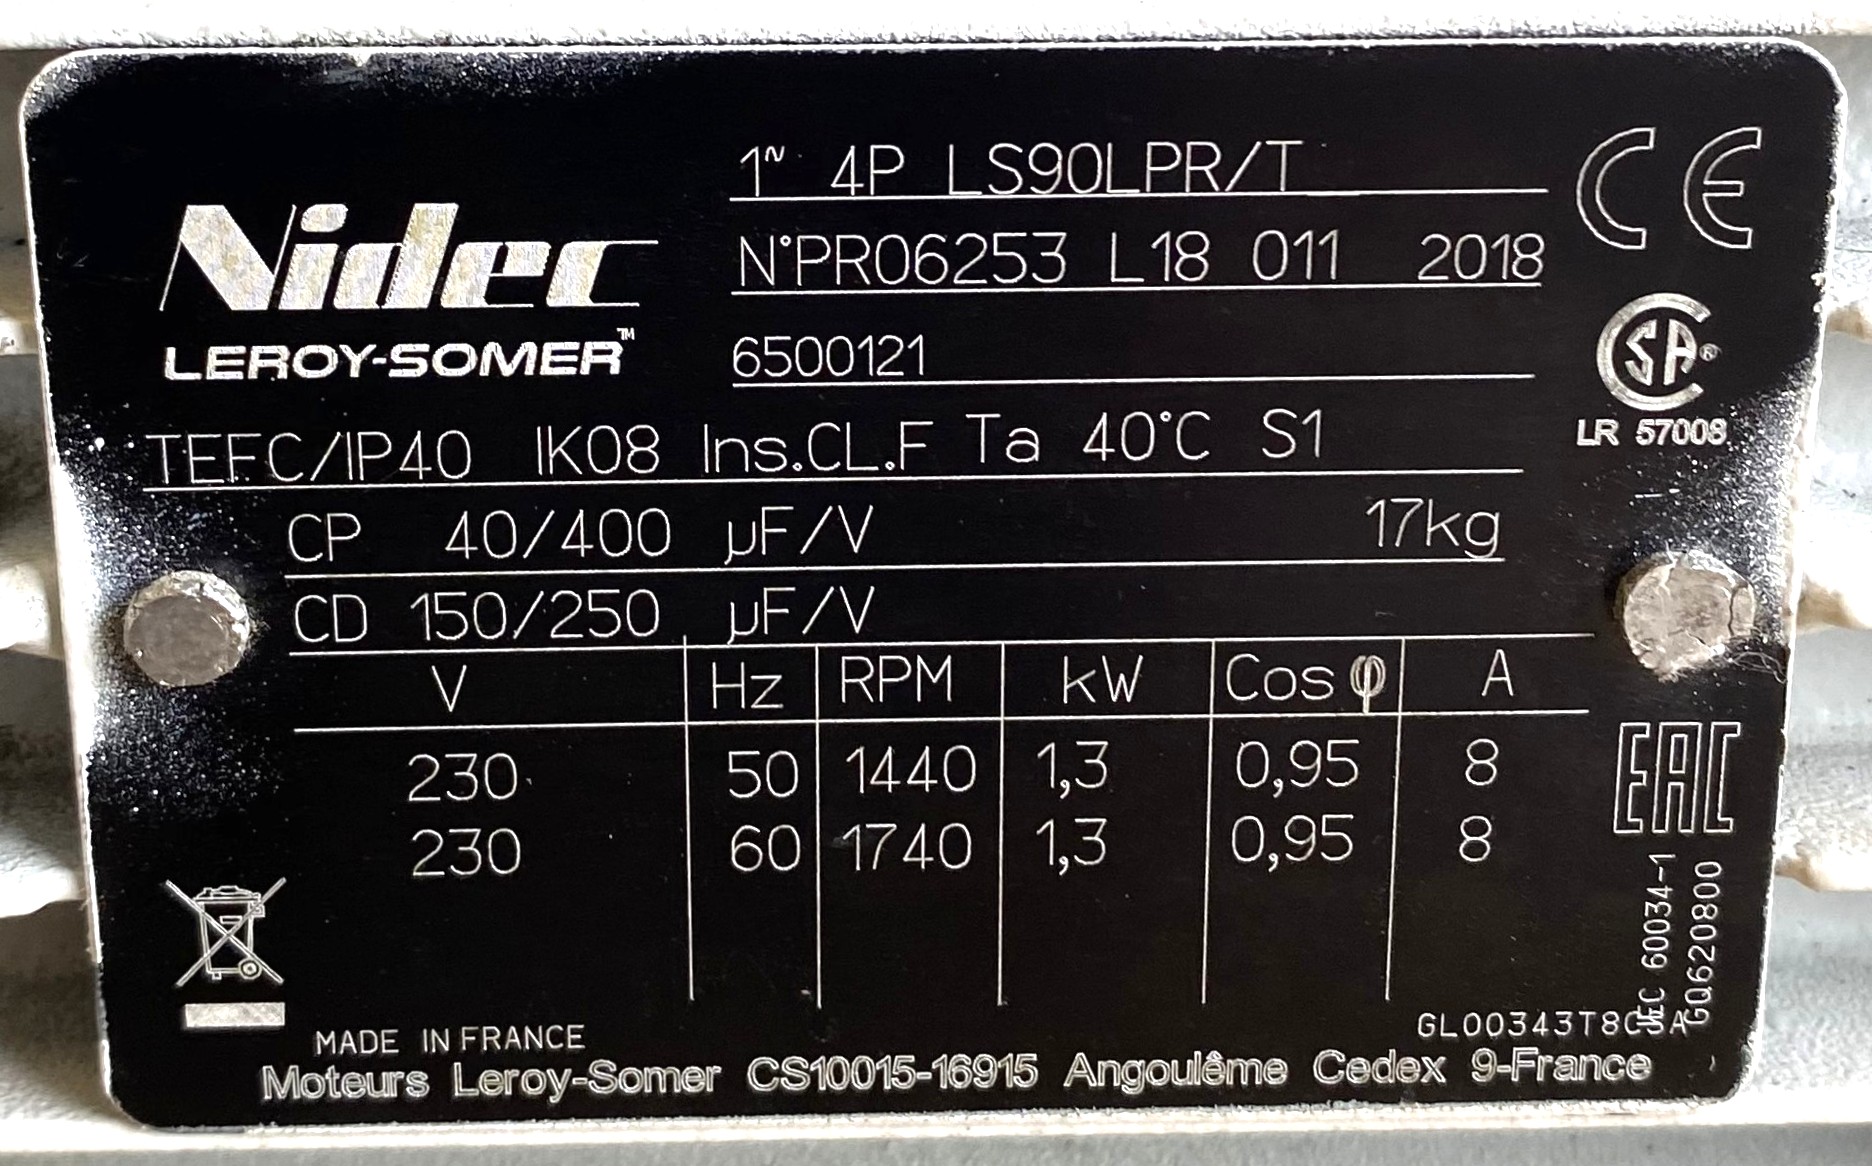 1~ 4P LS90LPR/T
N°PR06253 L18 011 2018
CE
Nidec
LEROY-SOMER™
6500121
CSA®
LR 57008
TEFC/IP40 IK08 Ins.CL.F Ta 40°C S1
CP 40/400 µF/V 17kg
CD 150/250 µF/V
V Hz RPM kW Cos φ A
230 50 1440 1,3 0,95 8
230 60 1740 1,3 0,95 8
EAC
IEC 60034-1
GQ620800
MADE IN FRANCE
Moteurs Leroy-Somer CS10015-16915 Angoulême Cedex 9-France